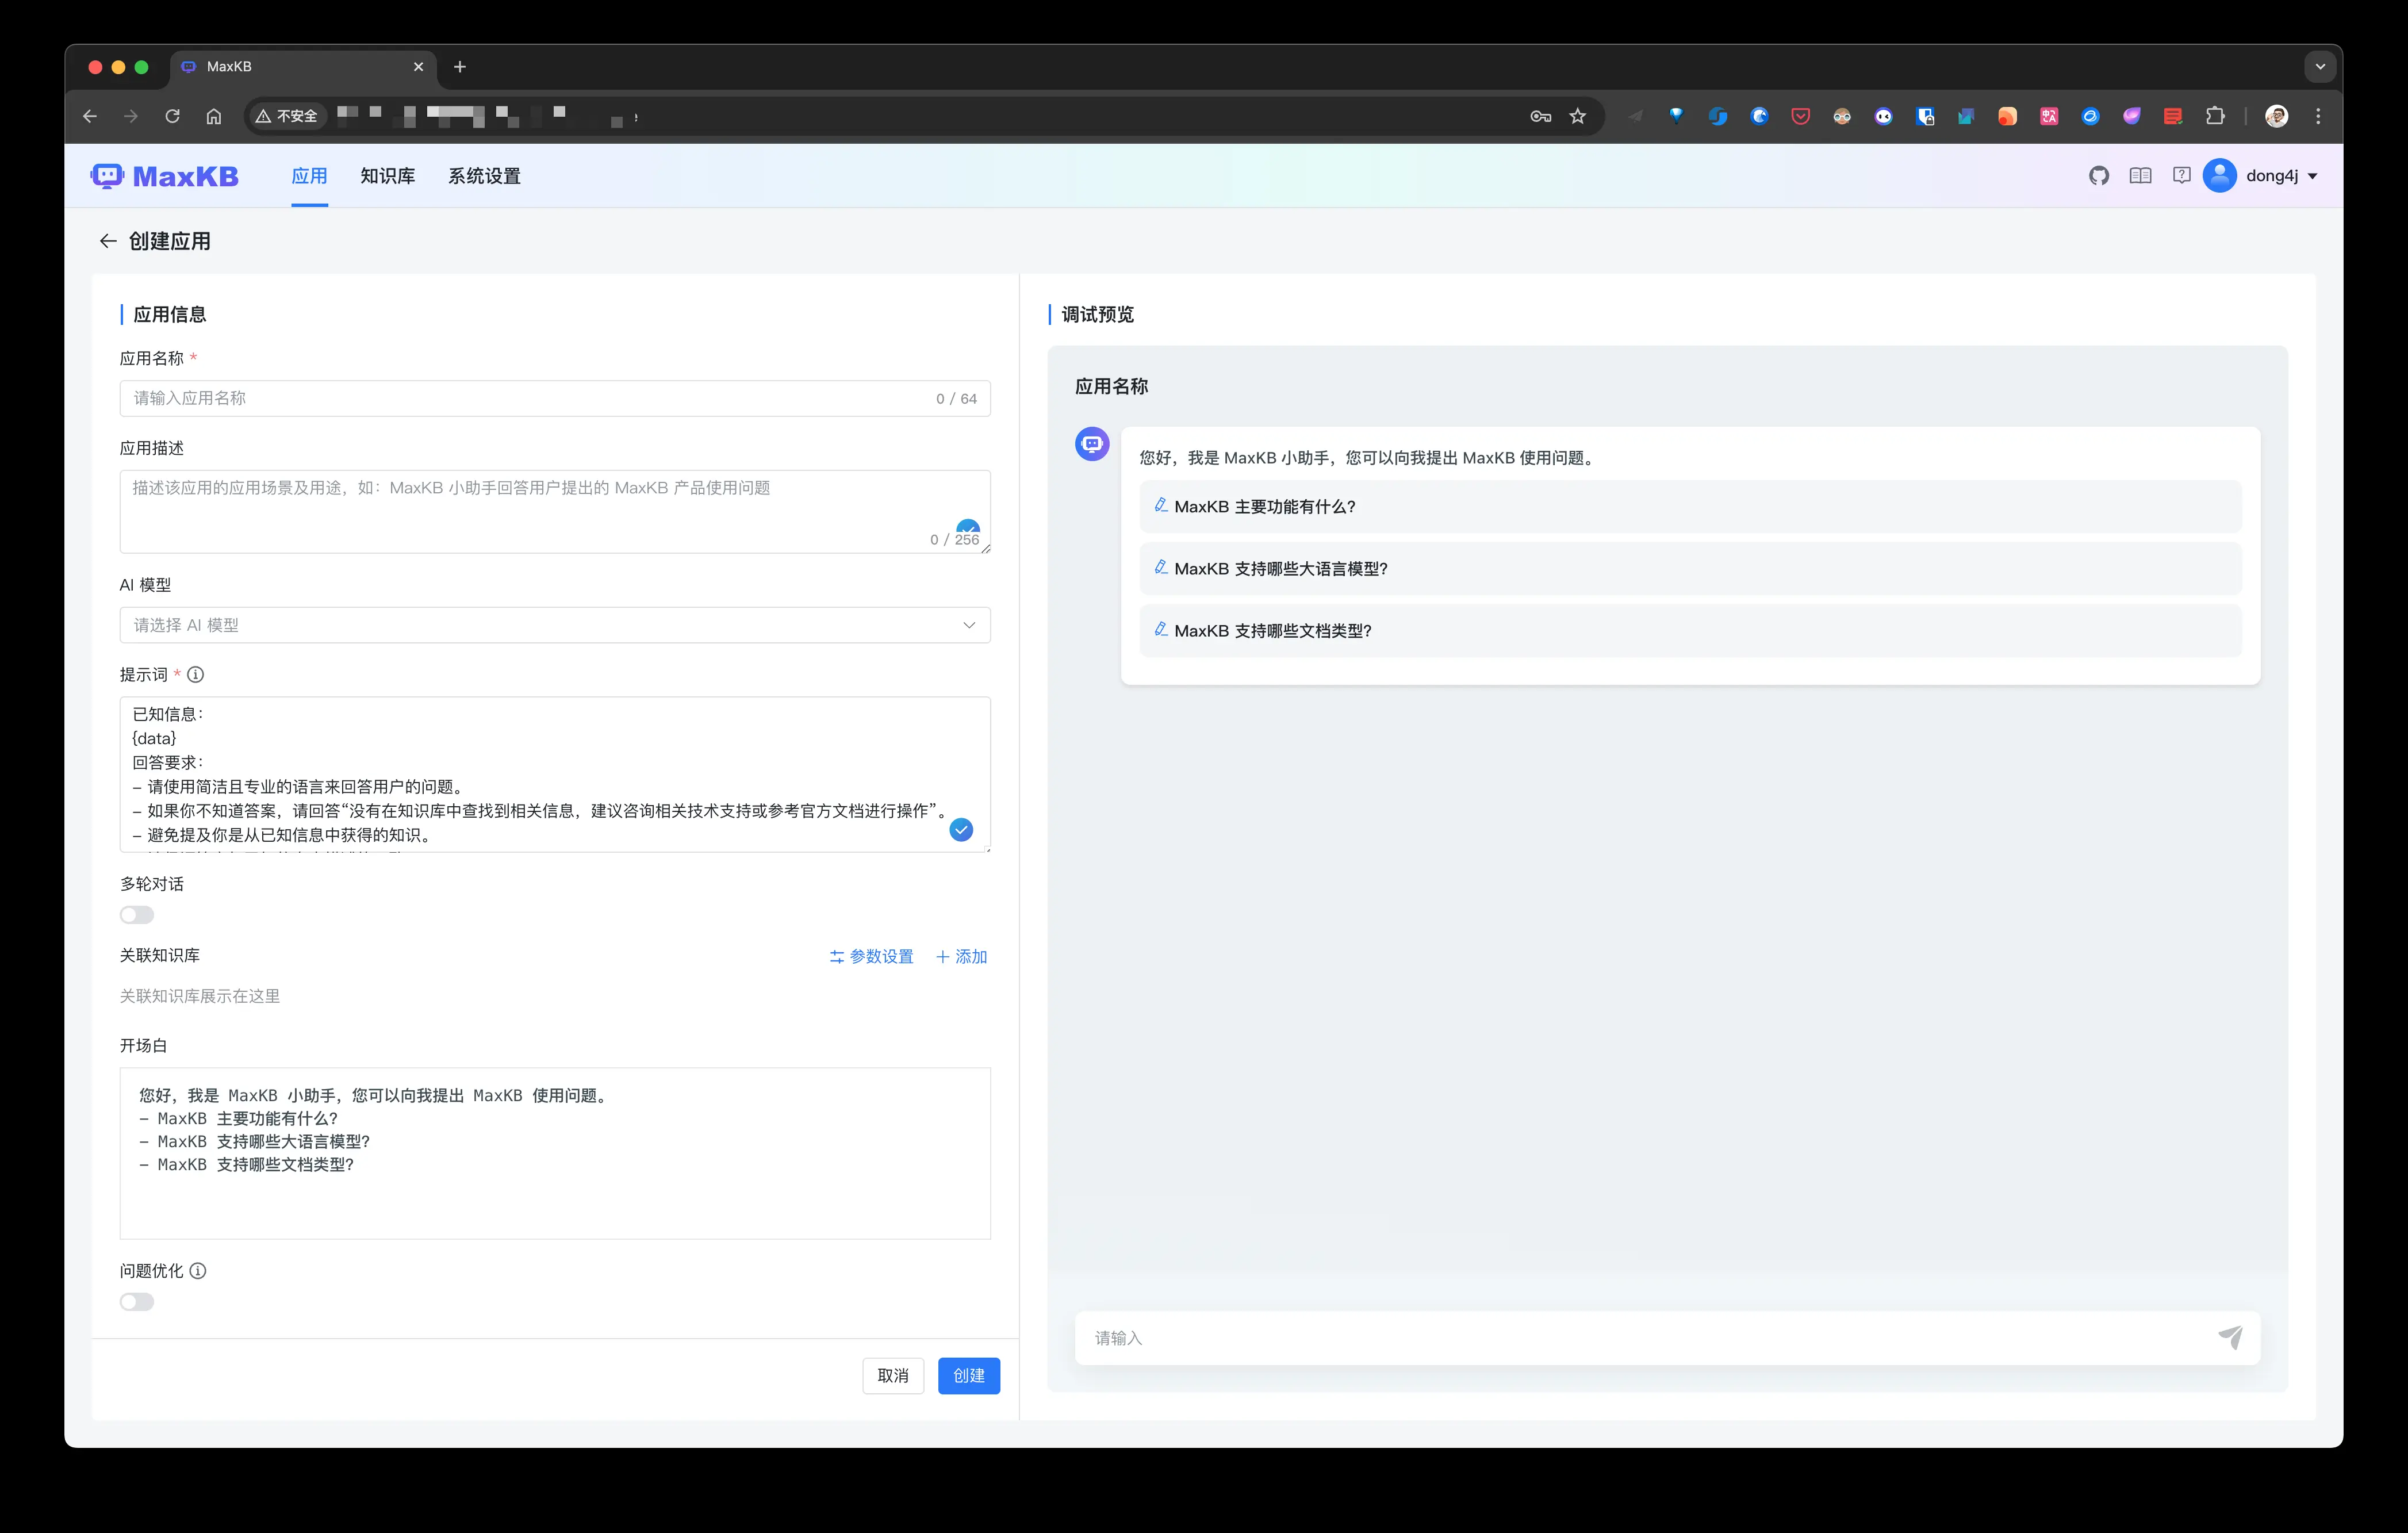 MaxKB
不安全
MaxKB
应用
知识库
系统设置
dong4j
创建应用
应用信息
应用名称 *
请输入应用名称
0 / 64
应用描述
描述该应用的应用场景及用途，如：MaxKB 小助手回答用户提出的 MaxKB 产品使用问题
0 / 256
AI 模型
请选择 AI 模型
提示词 *
已知信息：
{data}
回答要求：
- 请使用简洁且专业的语言来回答用户的问题。
- 如果你不知道答案，请回答“没有在知识库中查找到相关信息，建议咨询相关技术支持或参考官方文档进行操作”。
- 避免提及你是从已知信息中获得的知识。
多轮对话
关联知识库
参数设置
添加
关联知识库展示在这里
开场白
您好，我是 MaxKB 小助手，您可以向我提出 MaxKB 使用问题。
- MaxKB 主要功能有什么？
- MaxKB 支持哪些大语言模型？
- MaxKB 支持哪些文档类型？
问题优化
取消
创建
调试预览
应用名称
您好，我是 MaxKB 小助手，您可以向我提出 MaxKB 使用问题。
MaxKB 主要功能有什么？
MaxKB 支持哪些大语言模型？
MaxKB 支持哪些文档类型？
请输入